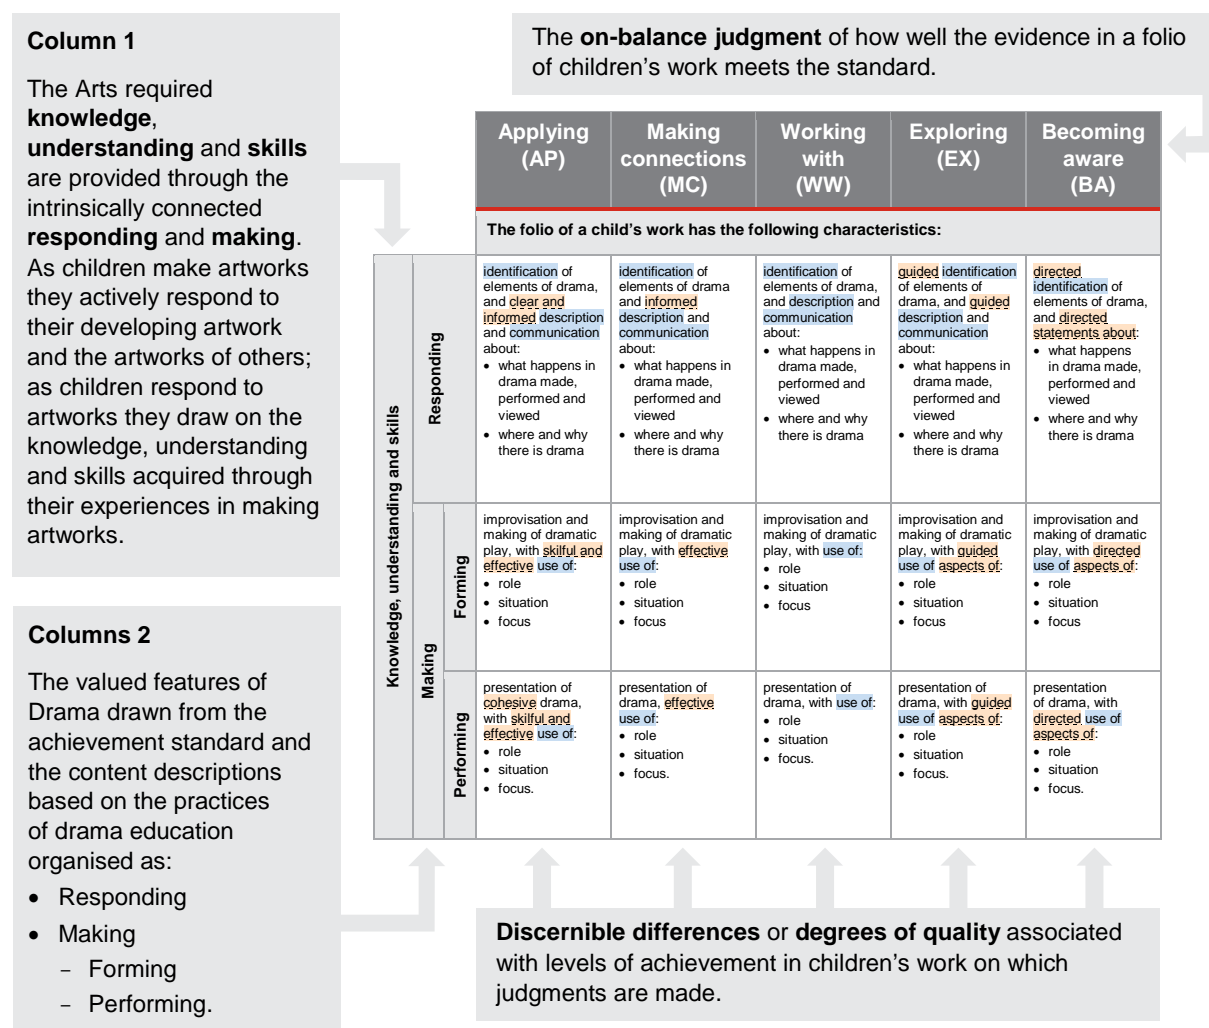 Column 1
The Arts required
knowledge,
understanding and skills
are provided through the
intrinsically connected
responding and making.
As children make artworks
they actively respond to
their developing artwork
and the artworks of others;
as children respond to
artworks they draw on the
knowledge, understanding
and skills acquired through
their experiences in making
artworks.
Columns 2
The valued features of
Drama drawn from the
achievement standard and
the content descriptions
based on the practices
of drama education
organised as:
• Responding
• Making
– Forming
– Performing.
The on-balance judgment of how well the evidence in a folio
of children's work meets the standard.
Applying
(AP)
Making
connections
(MC)
Working
with
(WW)
Exploring
(EX)
Becoming
aware
(BA)
The folio of a child's work has the following characteristics:
Knowledge, understanding and skills
Responding
identification of
elements of drama,
and clear and
informed description
and communication
about:
• what happens in
drama made,
performed and
viewed
• where and why
there is drama
identification of
elements of drama
and informed
description and
communication
about:
• what happens in
drama made,
performed and
viewed
• where and why
there is drama
identification of
elements of drama,
and description and
communication
about:
• what happens in
drama made,
performed and
viewed
• where and why
there is drama
guided identification
of elements of
drama, and guided
description and
communication
about:
• what happens in
drama made,
performed and
viewed
• where and why
there is drama
directed
identification of
elements of drama,
and directed
statements about:
• what happens
in drama made,
performed and
viewed
• where and why
there is drama
Making
Forming
improvisation and
making of dramatic
play, with skilful and
effective use of:
• role
• situation
• focus
improvisation and
making of dramatic
play, with effective
use of:
• role
• situation
• focus
improvisation and
making of dramatic
play, with use of:
• role
• situation
• focus
improvisation and
making of dramatic
play, with guided
use of aspects of:
• role
• situation
• focus
improvisation and
making of dramatic
play, with directed
use of aspects of:
• role
• situation
• focus
Performing
presentation of
cohesive drama,
with skilful and
effective use of:
• role
• situation
• focus.
presentation of
drama, effective
use of:
• role
• situation
• focus.
presentation of
drama, with use of:
• role
• situation
• focus.
presentation of
drama, with guided
use of aspects of:
• role
• situation
• focus.
presentation
of drama, with
directed use of
aspects of:
• role
• situation
• focus.
Discernible differences or degrees of quality associated
with levels of achievement in children's work on which
judgments are made.